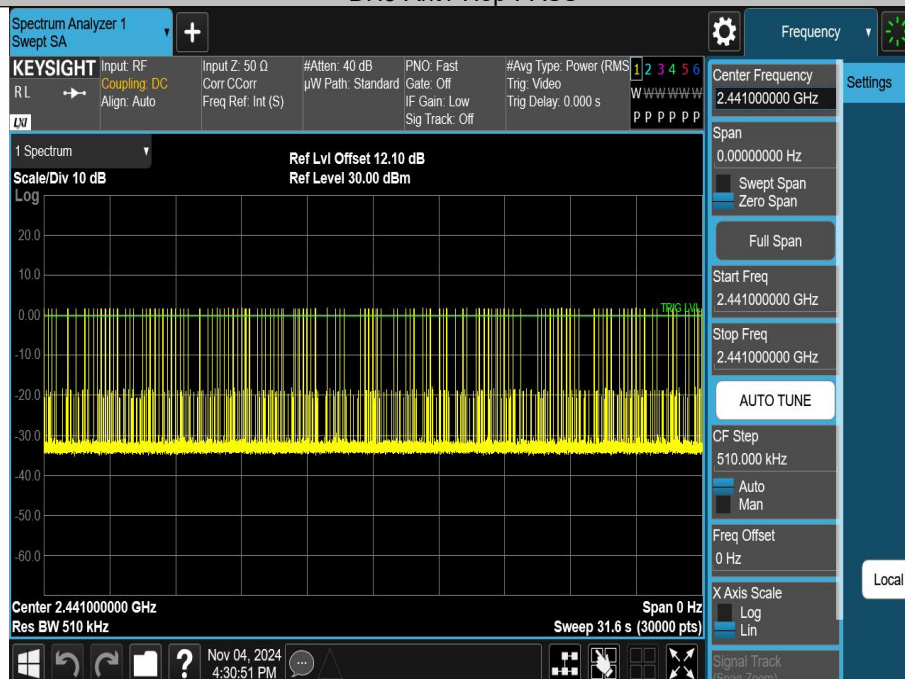 Spectrum Analyzer 1
Swept SA
Frequency
KEYSIGHT
RL
LXI
Input: RF
Coupling: DC
Align: Auto
Input Z: 50 Ω
Corr CCorr
Freq Ref: Int (S)
#Atten: 40 dB
µW Path: Standard
PNO: Fast
Gate: Off
IF Gain: Low
Sig Track: Off
#Avg Type: Power (RMS
Trig: Video
Trig Delay: 0.000 s
1 2 3 4 5 6
W W W W W W
P P P P P P
1 Spectrum
Scale/Div 10 dB
Ref Lvl Offset 12.10 dB
Ref Level 30.00 dBm
Log
20.0
10.0
0.00
-10.0
-20.0
-30.0
-40.0
-50.0
-60.0
TRIG LVL
Center 2.441000000 GHz
Res BW 510 kHz
Span 0 Hz
Sweep 31.6 s (30000 pts)
Nov 04, 2024
4:30:51 PM
Center Frequency
2.441000000 GHz
Settings
Span
0.00000000 Hz
Swept Span
Zero Span
Full Span
Start Freq
2.441000000 GHz
Stop Freq
2.441000000 GHz
AUTO TUNE
CF Step
510.000 kHz
Auto
Man
Freq Offset
0 Hz
Local
X Axis Scale
Log
Lin
Signal Track
(Span Zoom)